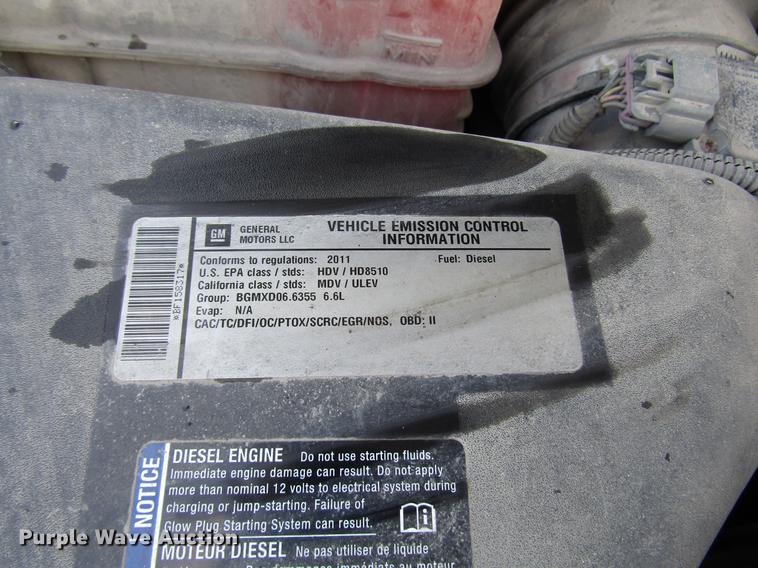 GM
GENERAL
MOTORS LLC
VEHICLE EMISSION CONTROL
INFORMATION
Conforms to regulations: 2011 Fuel: Diesel
U.S. EPA class / stds: HDV / HD8510
California class / stds: MDV / ULEV
Group: BGMXD06.6355 6.6L
Evap: N/A
CAC/TC/DFI/OC/PTOX/SCRC/EGR/NOS, OBD: II
*BF158317*
NOTICE
DIESEL ENGINE Do not use starting fluids.
Immediate engine damage can result. Do not apply
more than nominal 12 volts to electrical system during
charging or jump-starting. Failure of
Glow Plug Starting System can result.
MOTEUR DIESEL Ne pas utiliser de liquide
Purple Wave Auction